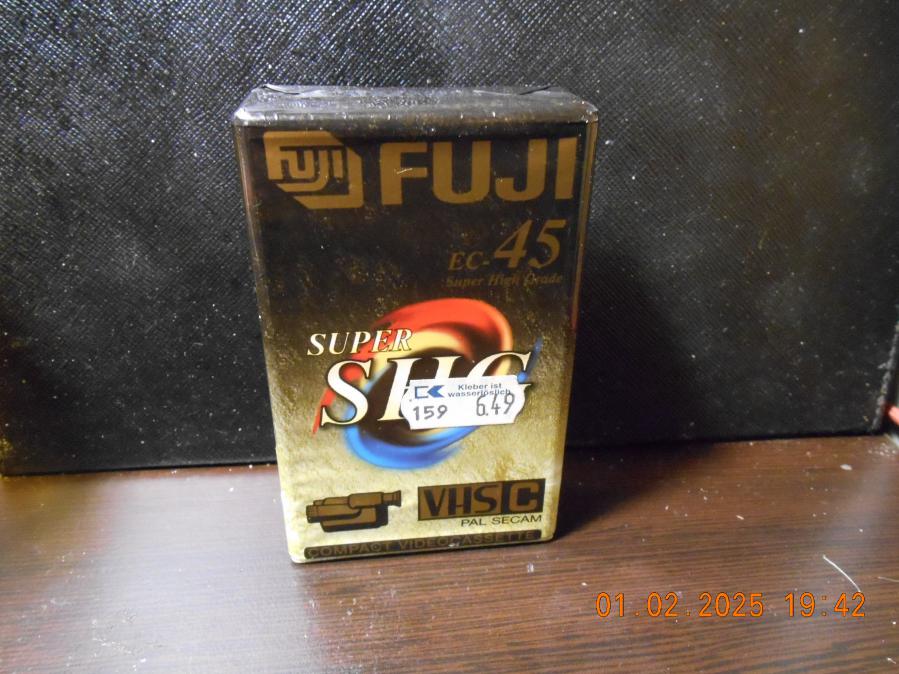 FUJI FUJI
EC-45
Super High Grade
SUPER
SHG
Kleber ist
wasserlöslich
159 6.49
VHS C
PAL SECAM
COMPACT VIDEOCASSETTE
01.02.2025 19:42